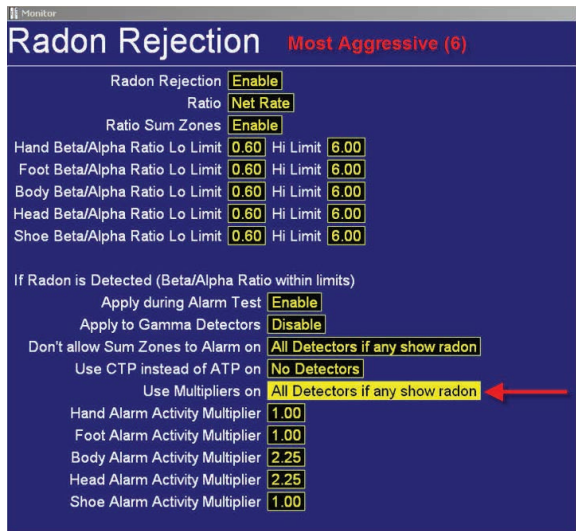 Monitor
Radon Rejection Most Aggressive (6)
Radon Rejection Enable
Ratio Net Rate
Ratio Sum Zones Enable
Hand Beta/Alpha Ratio Lo Limit 0.60 Hi Limit 6.00
Foot Beta/Alpha Ratio Lo Limit 0.60 Hi Limit 6.00
Body Beta/Alpha Ratio Lo Limit 0.60 Hi Limit 6.00
Head Beta/Alpha Ratio Lo Limit 0.60 Hi Limit 6.00
Shoe Beta/Alpha Ratio Lo Limit 0.60 Hi Limit 6.00
If Radon is Detected (Beta/Alpha Ratio within limits)
Apply during Alarm Test Enable
Apply to Gamma Detectors Disable
Don't allow Sum Zones to Alarm on All Detectors if any show radon
Use CTP instead of ATP on No Detectors
Use Multipliers on All Detectors if any show radon
Hand Alarm Activity Multiplier 1.00
Foot Alarm Activity Multiplier 1.00
Body Alarm Activity Multiplier 2.25
Head Alarm Activity Multiplier 2.25
Shoe Alarm Activity Multiplier 1.00